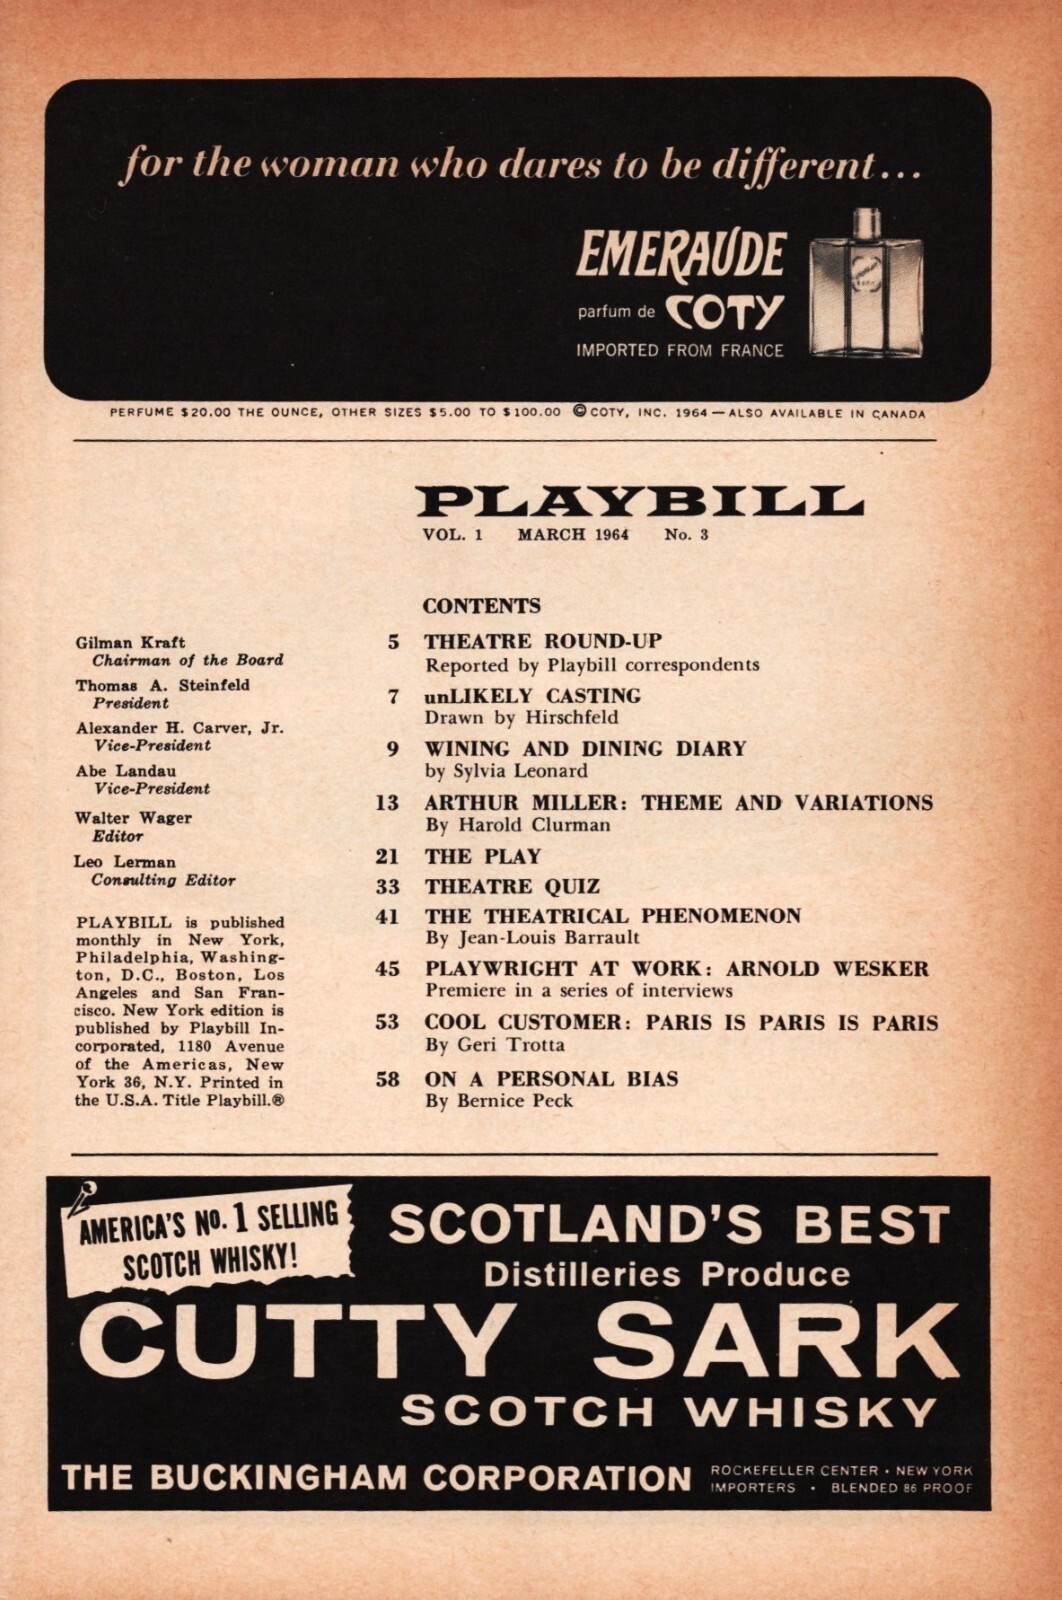 for the woman who dares to be different...
EMERAUDE
parfum de COTY
IMPORTED FROM FRANCE
PERFUME $20.00 THE OUNCE, OTHER SIZES $5.00 TO $100.00 © COTY, INC. 1964 — ALSO AVAILABLE IN CANADA
PLAYBILL
VOL. 1 MARCH 1964 No. 3
Gilman Kraft
Chairman of the Board
Thomas A. Steinfeld
President
Alexander H. Carver, Jr.
Vice-President
Abe Landau
Vice-President
Walter Wager
Editor
Leo Lerman
Consulting Editor
PLAYBILL is published
monthly in New York,
Philadelphia, Washing-
ton, D.C., Boston, Los
Angeles and San Fran-
cisco. New York edition is
published by Playbill In-
corporated, 1180 Avenue
of the Americas, New
York 36, N.Y. Printed in
the U.S.A. Title Playbill.®
CONTENTS
5 THEATRE ROUND-UP
Reported by Playbill correspondents
7 unLIKELY CASTING
Drawn by Hirschfeld
9 WINING AND DINING DIARY
by Sylvia Leonard
13 ARTHUR MILLER: THEME AND VARIATIONS
By Harold Clurman
21 THE PLAY
33 THEATRE QUIZ
41 THE THEATRICAL PHENOMENON
By Jean-Louis Barrault
45 PLAYWRIGHT AT WORK: ARNOLD WESKER
Premiere in a series of interviews
53 COOL CUSTOMER: PARIS IS PARIS IS PARIS
By Geri Trotta
58 ON A PERSONAL BIAS
By Bernice Peck
AMERICA'S No. 1 SELLING
SCOTCH WHISKY!
SCOTLAND'S BEST
Distilleries Produce
CUTTY SARK
SCOTCH WHISKY
THE BUCKINGHAM CORPORATION
ROCKEFELLER CENTER • NEW YORK
IMPORTERS • BLENDED 86 PROOF